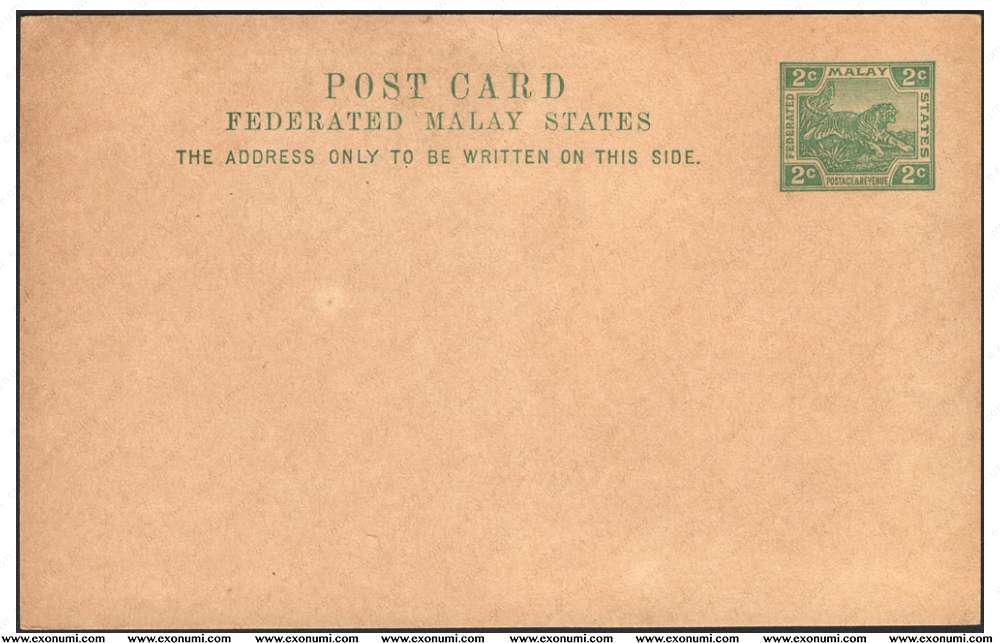 POST CARD
FEDERATED MALAY STATES
THE ADDRESS ONLY TO BE WRITTEN ON THIS SIDE.
2c MALAY 2c
FEDERATED
STATES
2c POSTAGE & REVENUE 2c
www.exonumi.com www.exonumi.com www.exonumi.com www.exonumi.com www.exonumi.com www.exonumi.com www.exonumi.com www.exonumi.com